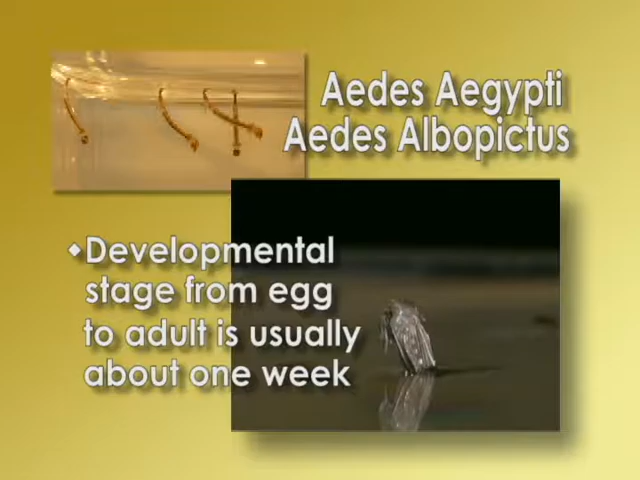 Aedes Aegypti
Aedes Albopictus
◆Developmental
stage from egg
to adult is usually
about one week